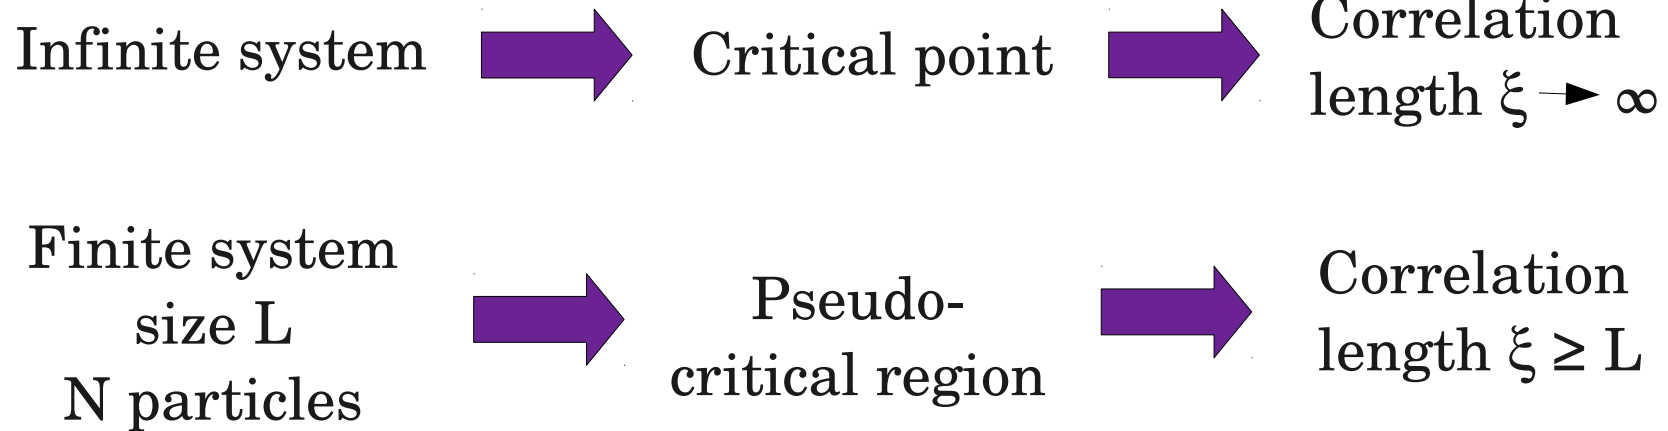 Infinite system
Critical point
Correlation
length ξ → ∞
Finite system
size L
N particles
Pseudo-
critical region
Correlation
length ξ ≥ L